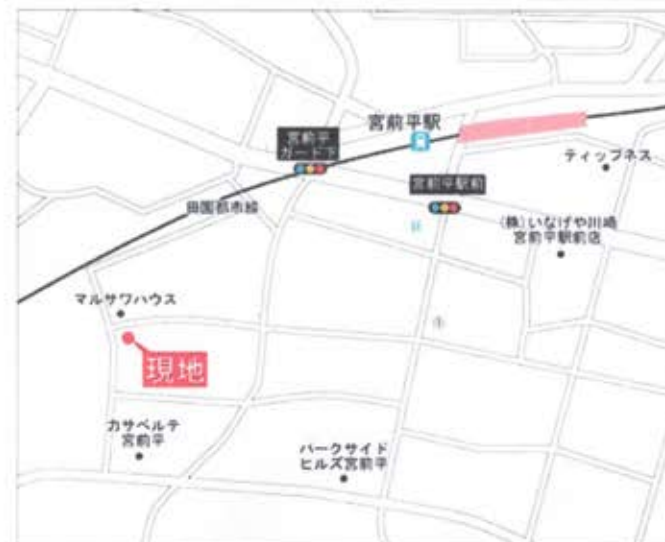 宮前平駅
宮前平
ガード下
ティップネス
宮前平駅前
田園都市線
(株)いなげや川崎
宮前平駅前店
マルサワハウス
現地
カサベルテ
宮前平
パークサイド
ヒルズ宮前平